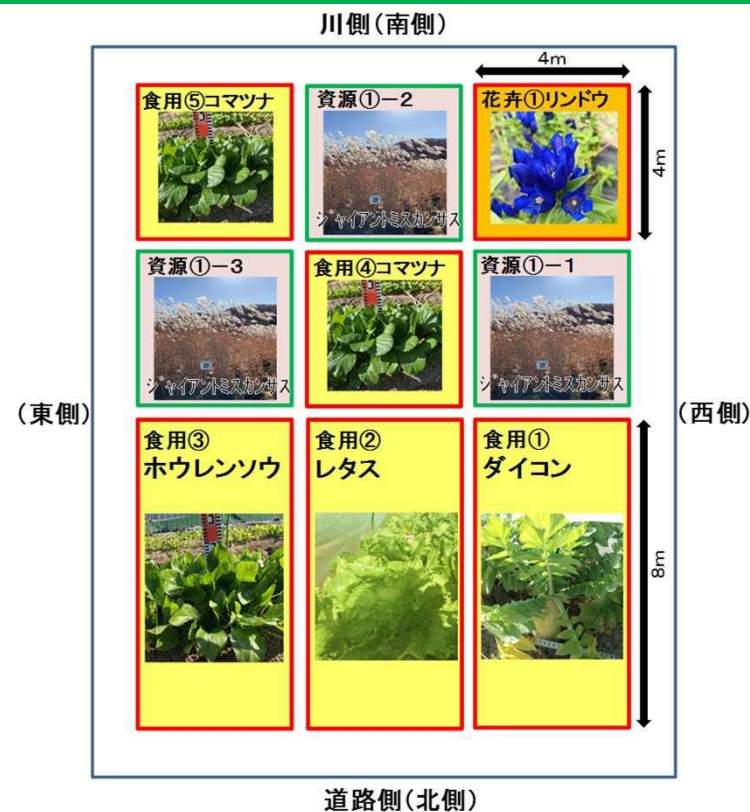 川側(南側)
4m
食用⑤コマツナ
資源①-2
ジャイアントミスカンサス
花卉①リンドウ
4m
資源①-3
ジャイアントミスカンサス
食用④コマツナ
資源①-1
ジャイアントミスカンサス
(東側)
(西側)
食用③
ホウレンソウ
食用②
レタス
食用①
ダイコン
8m
道路側(北側)